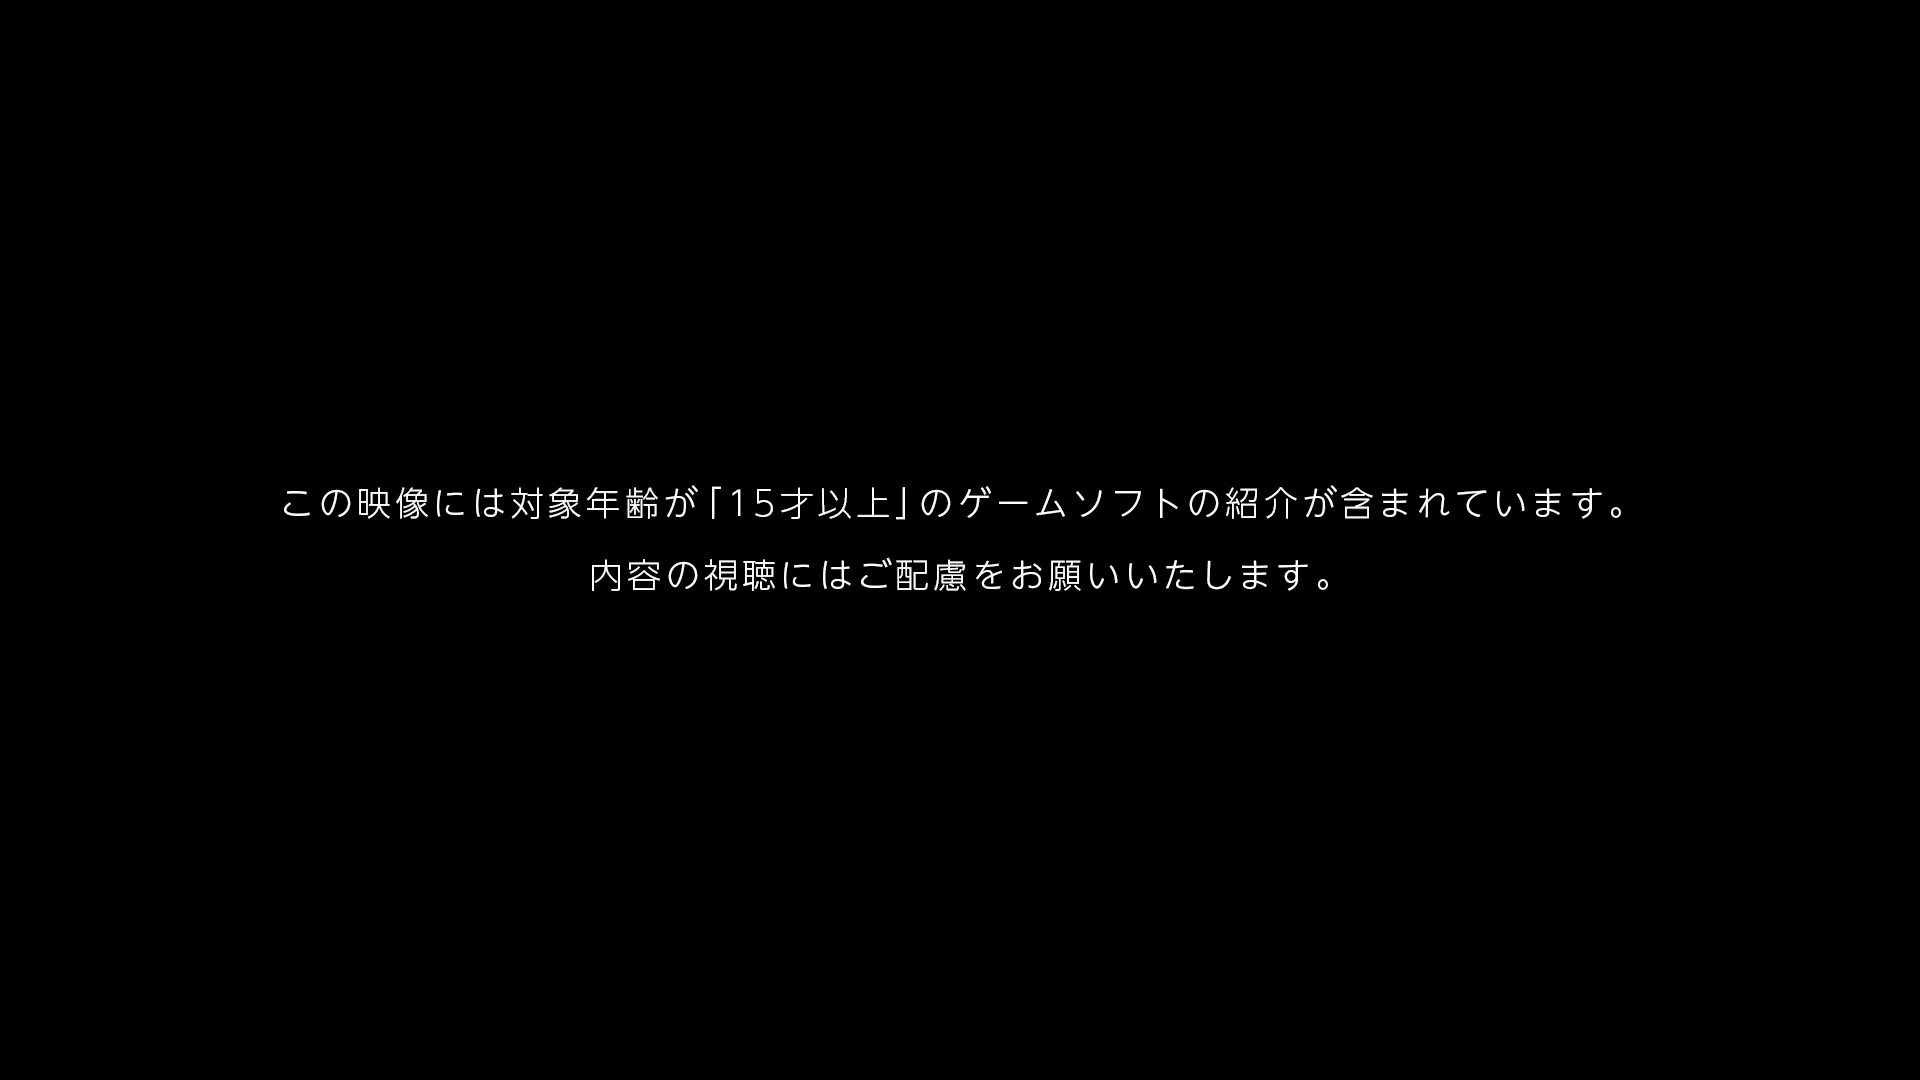 この映像には対象年齢が「15才以上」のゲームソフトの紹介が含まれています。
内容の視聴にはご配慮をお願いいたします。